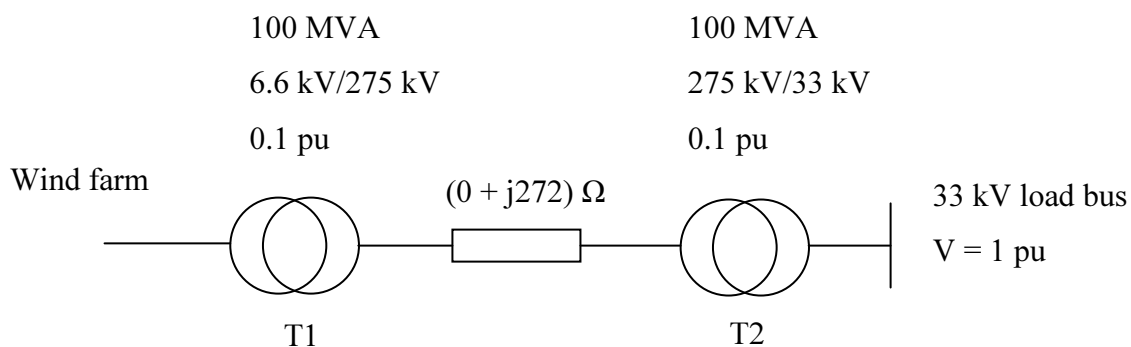 100 MVA
6.6 kV/275 kV
0.1 pu
100 MVA
275 kV/33 kV
0.1 pu
Wind farm
(0 + j272) Ω
33 kV load bus
V = 1 pu
T1
T2